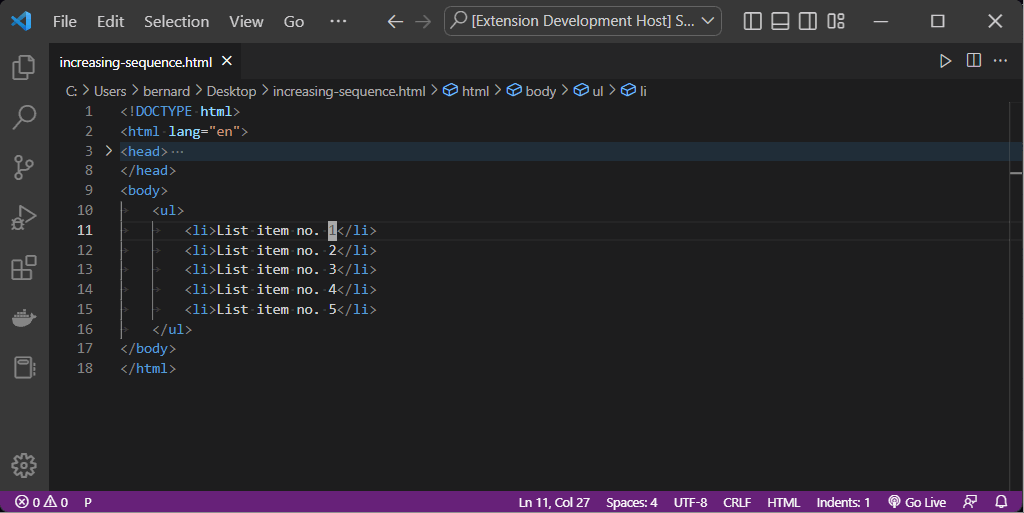 File Edit Selection View Go ··· [Extension Development Host] S...
increasing-sequence.html
C: > Users > bernard > Desktop > increasing-sequence.html > html > body > ul > li
1 <!DOCTYPE html>
2 <html lang="en">
3 <head>···
8 </head>
9 <body>
10 <ul>
11 <li>List item no. 1</li>
12 <li>List item no. 2</li>
13 <li>List item no. 3</li>
14 <li>List item no. 4</li>
15 <li>List item no. 5</li>
16 </ul>
17 </body>
18 </html>
0 0 P Ln 11, Col 27 Spaces: 4 UTF-8 CRLF HTML Indents: 1 Go Live